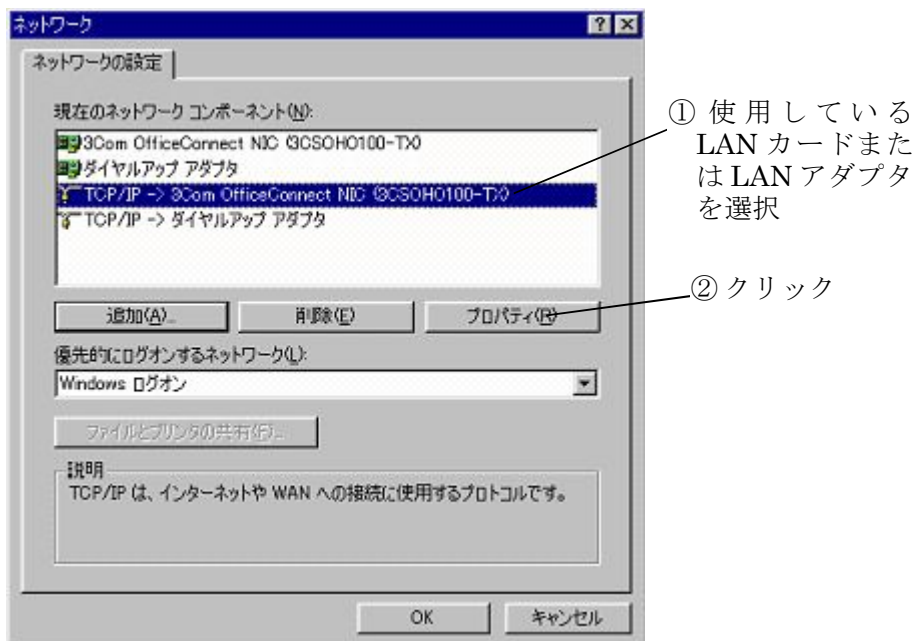 ネットワーク
ネットワークの設定
現在のネットワーク コンポーネント(N):
3Com OfficeConnect NIC (3CSOHO100-TX)
ダイヤルアップ アダプタ
TCP/IP -> 3Com OfficeConnect NIC (3CSOHO100-TX)
TCP/IP -> ダイヤルアップ アダプタ
追加(A)...
削除(E)
プロパティ(R)
優先的にログオンするネットワーク(L):
Windows ログオン
ファイルとプリンタの共有(F)...
説明
TCP/IP は、インターネットや WAN への接続に使用するプロトコルです。
OK
キャンセル
① 使用している
LAN カードまた
は LAN アダプタ
を選択
② クリック